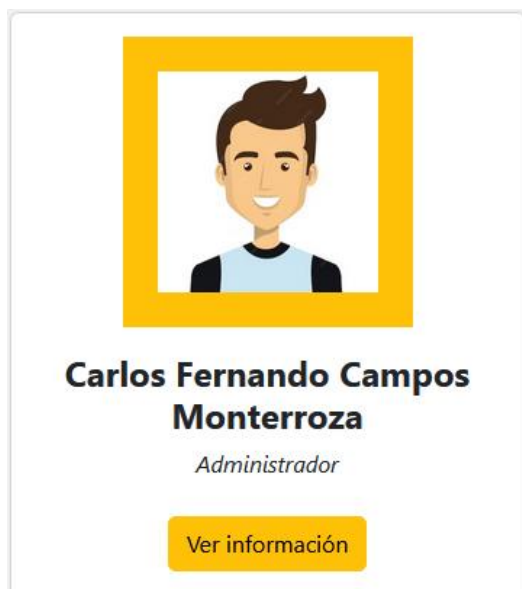 Carlos Fernando Campos
Monterroza
Administrador
Ver información